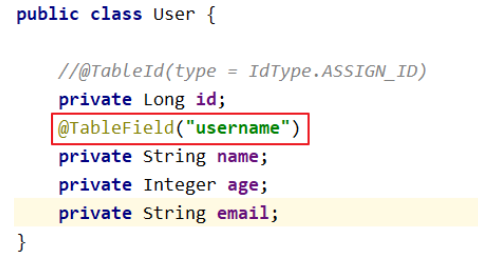 public class User {
//@TableId(type = IdType.ASSIGN_ID)
private Long id;
@TableField("username")
private String name;
private Integer age;
private String email;
}